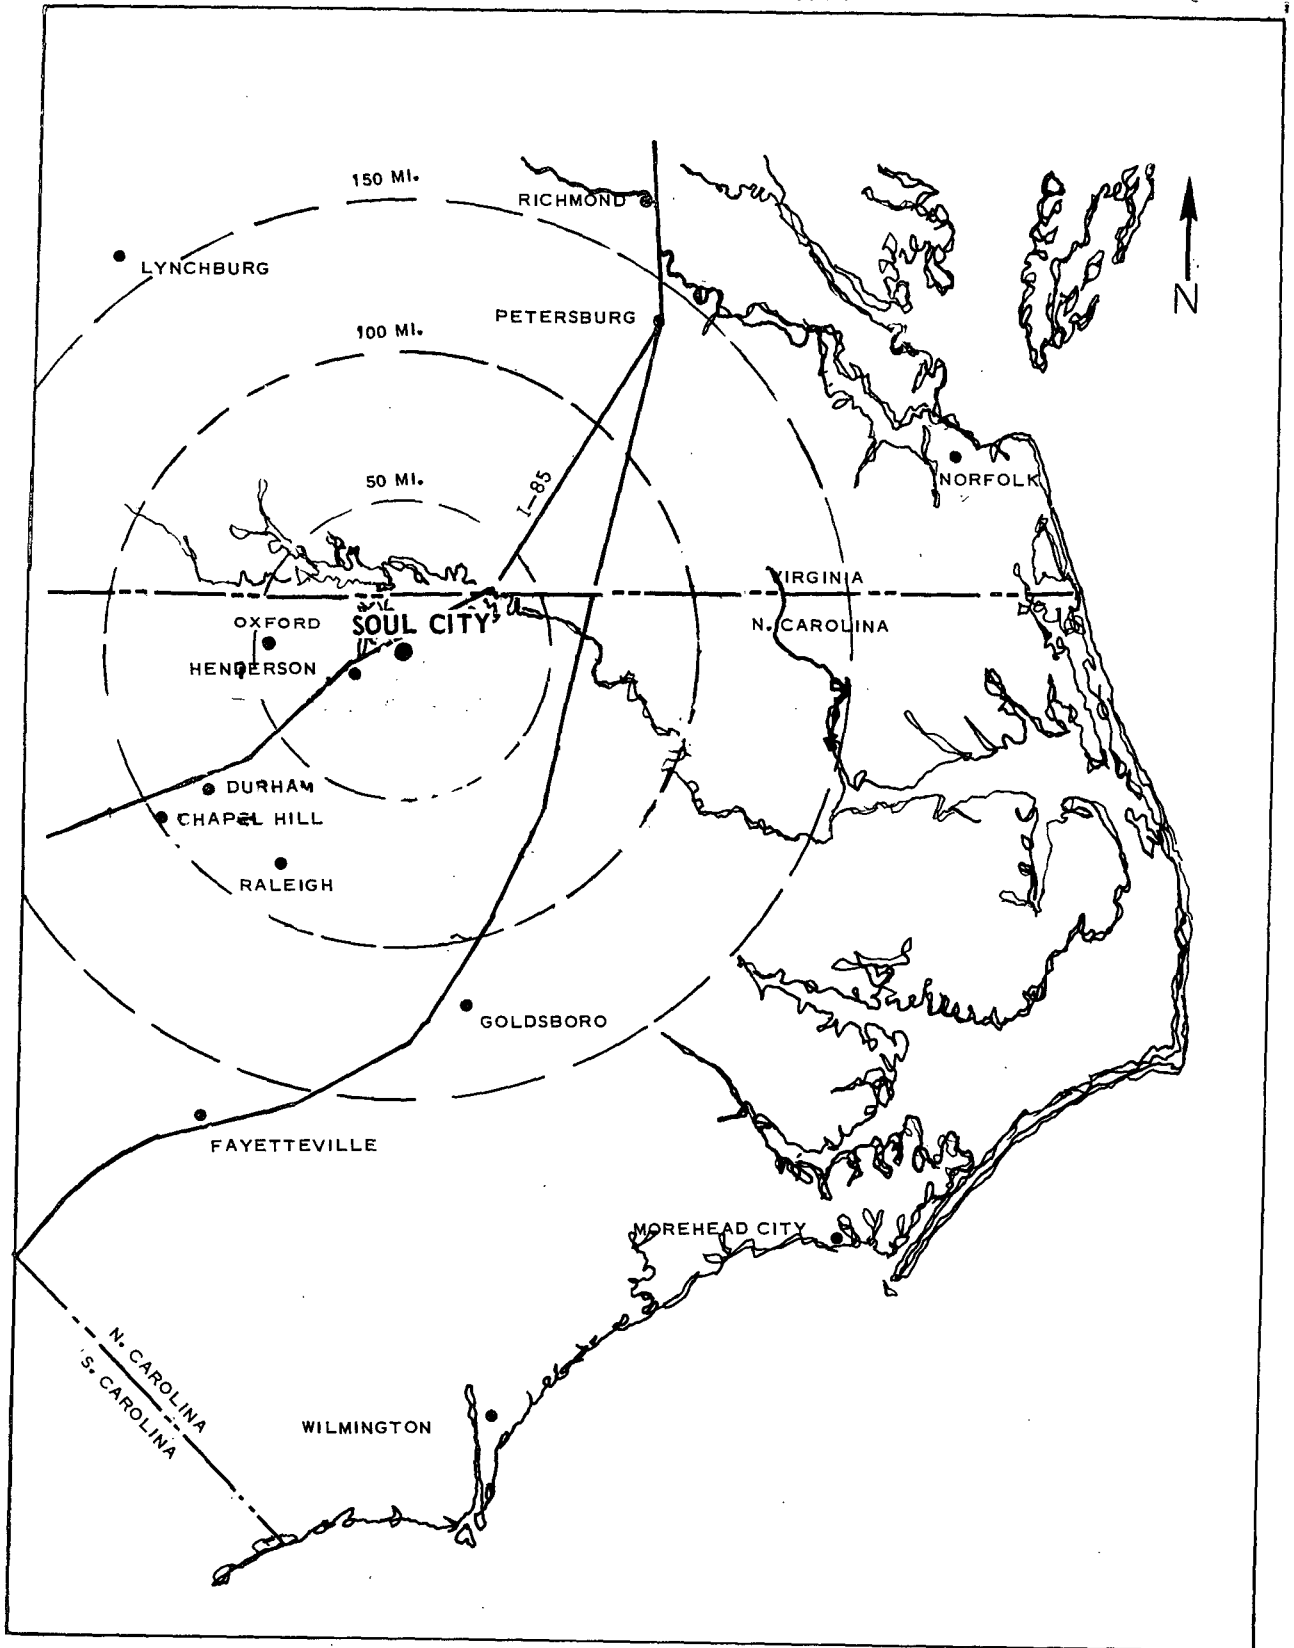 150 MI.
RICHMOND
LYNCHBURG
PETERSBURG
100 MI.
N
50 MI.
I-85
NORFOLK
VIRGINIA
N. CAROLINA
OXFORD
SOUL CITY
HENDERSON
DURHAM
CHAPEL HILL
RALEIGH
GOLDSBORO
FAYETTEVILLE
MOREHEAD CITY
N. CAROLINA
S. CAROLINA
WILMINGTON